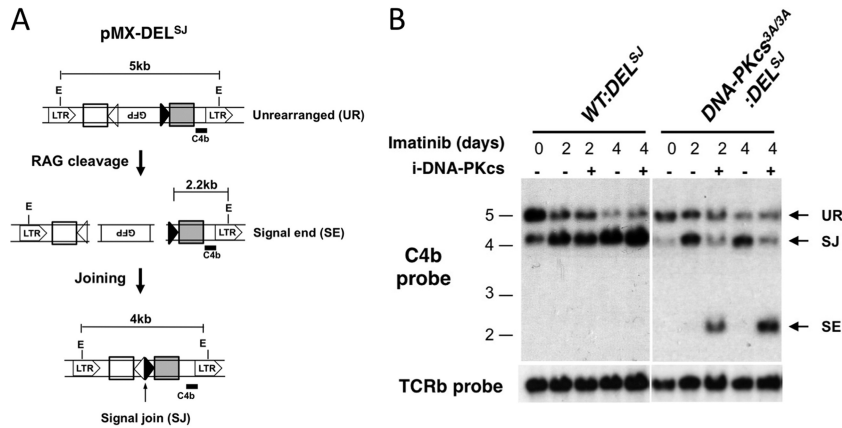 A
pMX-DEL^SJ
5kb
E E
LTR GFP LTR
Unrearranged (UR)
C4b
RAG cleavage
2.2kb
E E
LTR GFP LTR
Signal end (SE)
C4b
Joining
4kb
E E
LTR LTR
C4b
Signal join (SJ)
B
WT:DEL^SJ
DNA-PKcs^3A/3A
:DEL^SJ
Imatinib (days) 0 2 2 4 4 0 2 2 4 4
i-DNA-PKcs - - + - + - - + - +
5 UR
4 SJ
C4b
probe
3
2 SE
TCRb probe